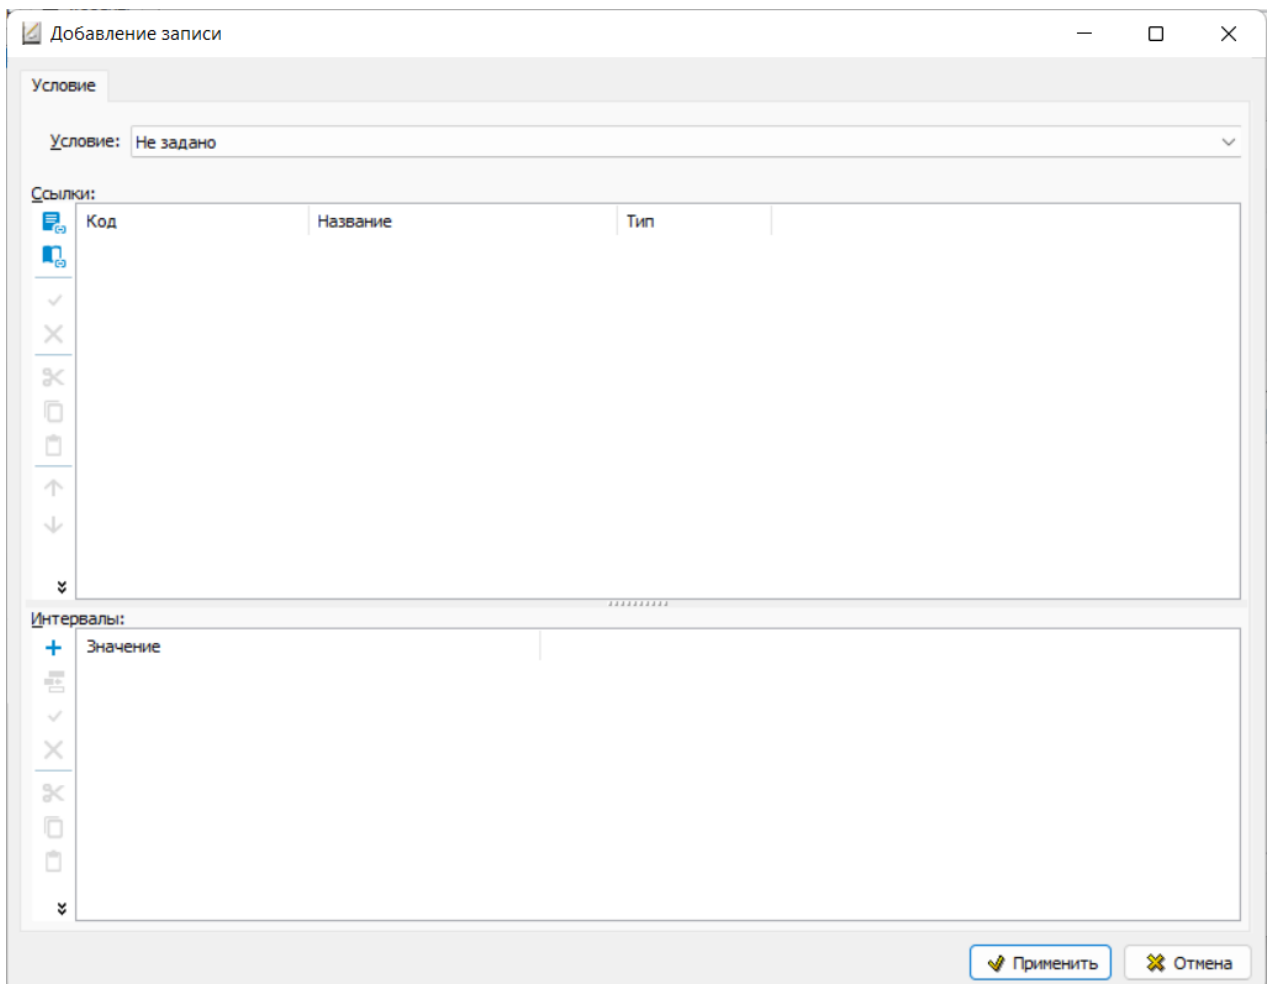 Добавление записи
Условие
Условие: Не задано
Ссылки:
Код Название Тип
Интервалы:
Значение
Применить Отмена